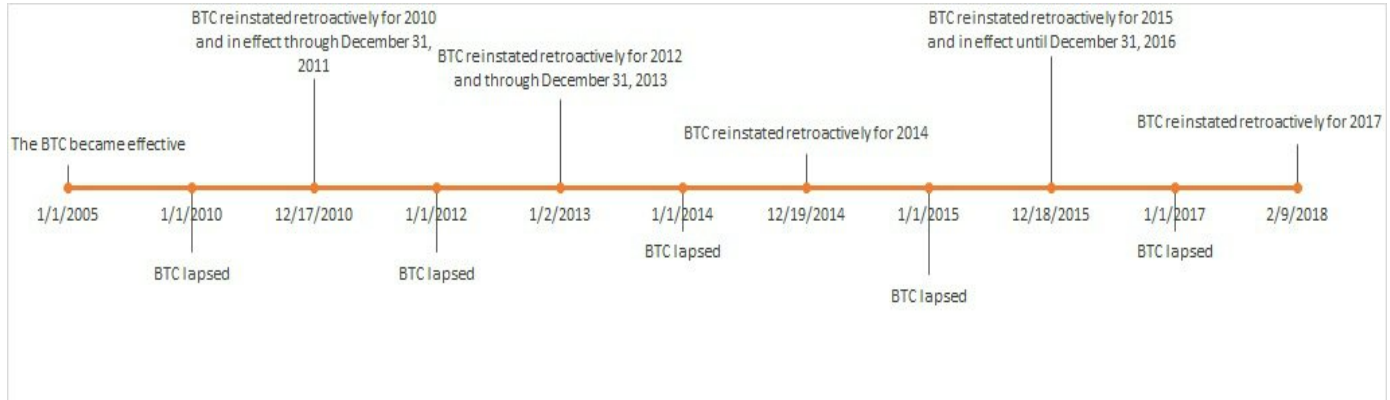 BTC reinstated retroactively for 2010
and in effect through December 31,
2011
BTC reinstated retroactively for 2012
and through December 31, 2013
BTC reinstated retroactively for 2015
and in effect until December 31, 2016
The BTC became effective
BTC reinstated retroactively for 2014
BTC reinstated retroactively for 2017
1/1/2005
1/1/2010
12/17/2010
1/1/2012
1/2/2013
1/1/2014
12/19/2014
1/1/2015
12/18/2015
1/1/2017
2/9/2018
BTC lapsed
BTC lapsed
BTC lapsed
BTC lapsed
BTC lapsed